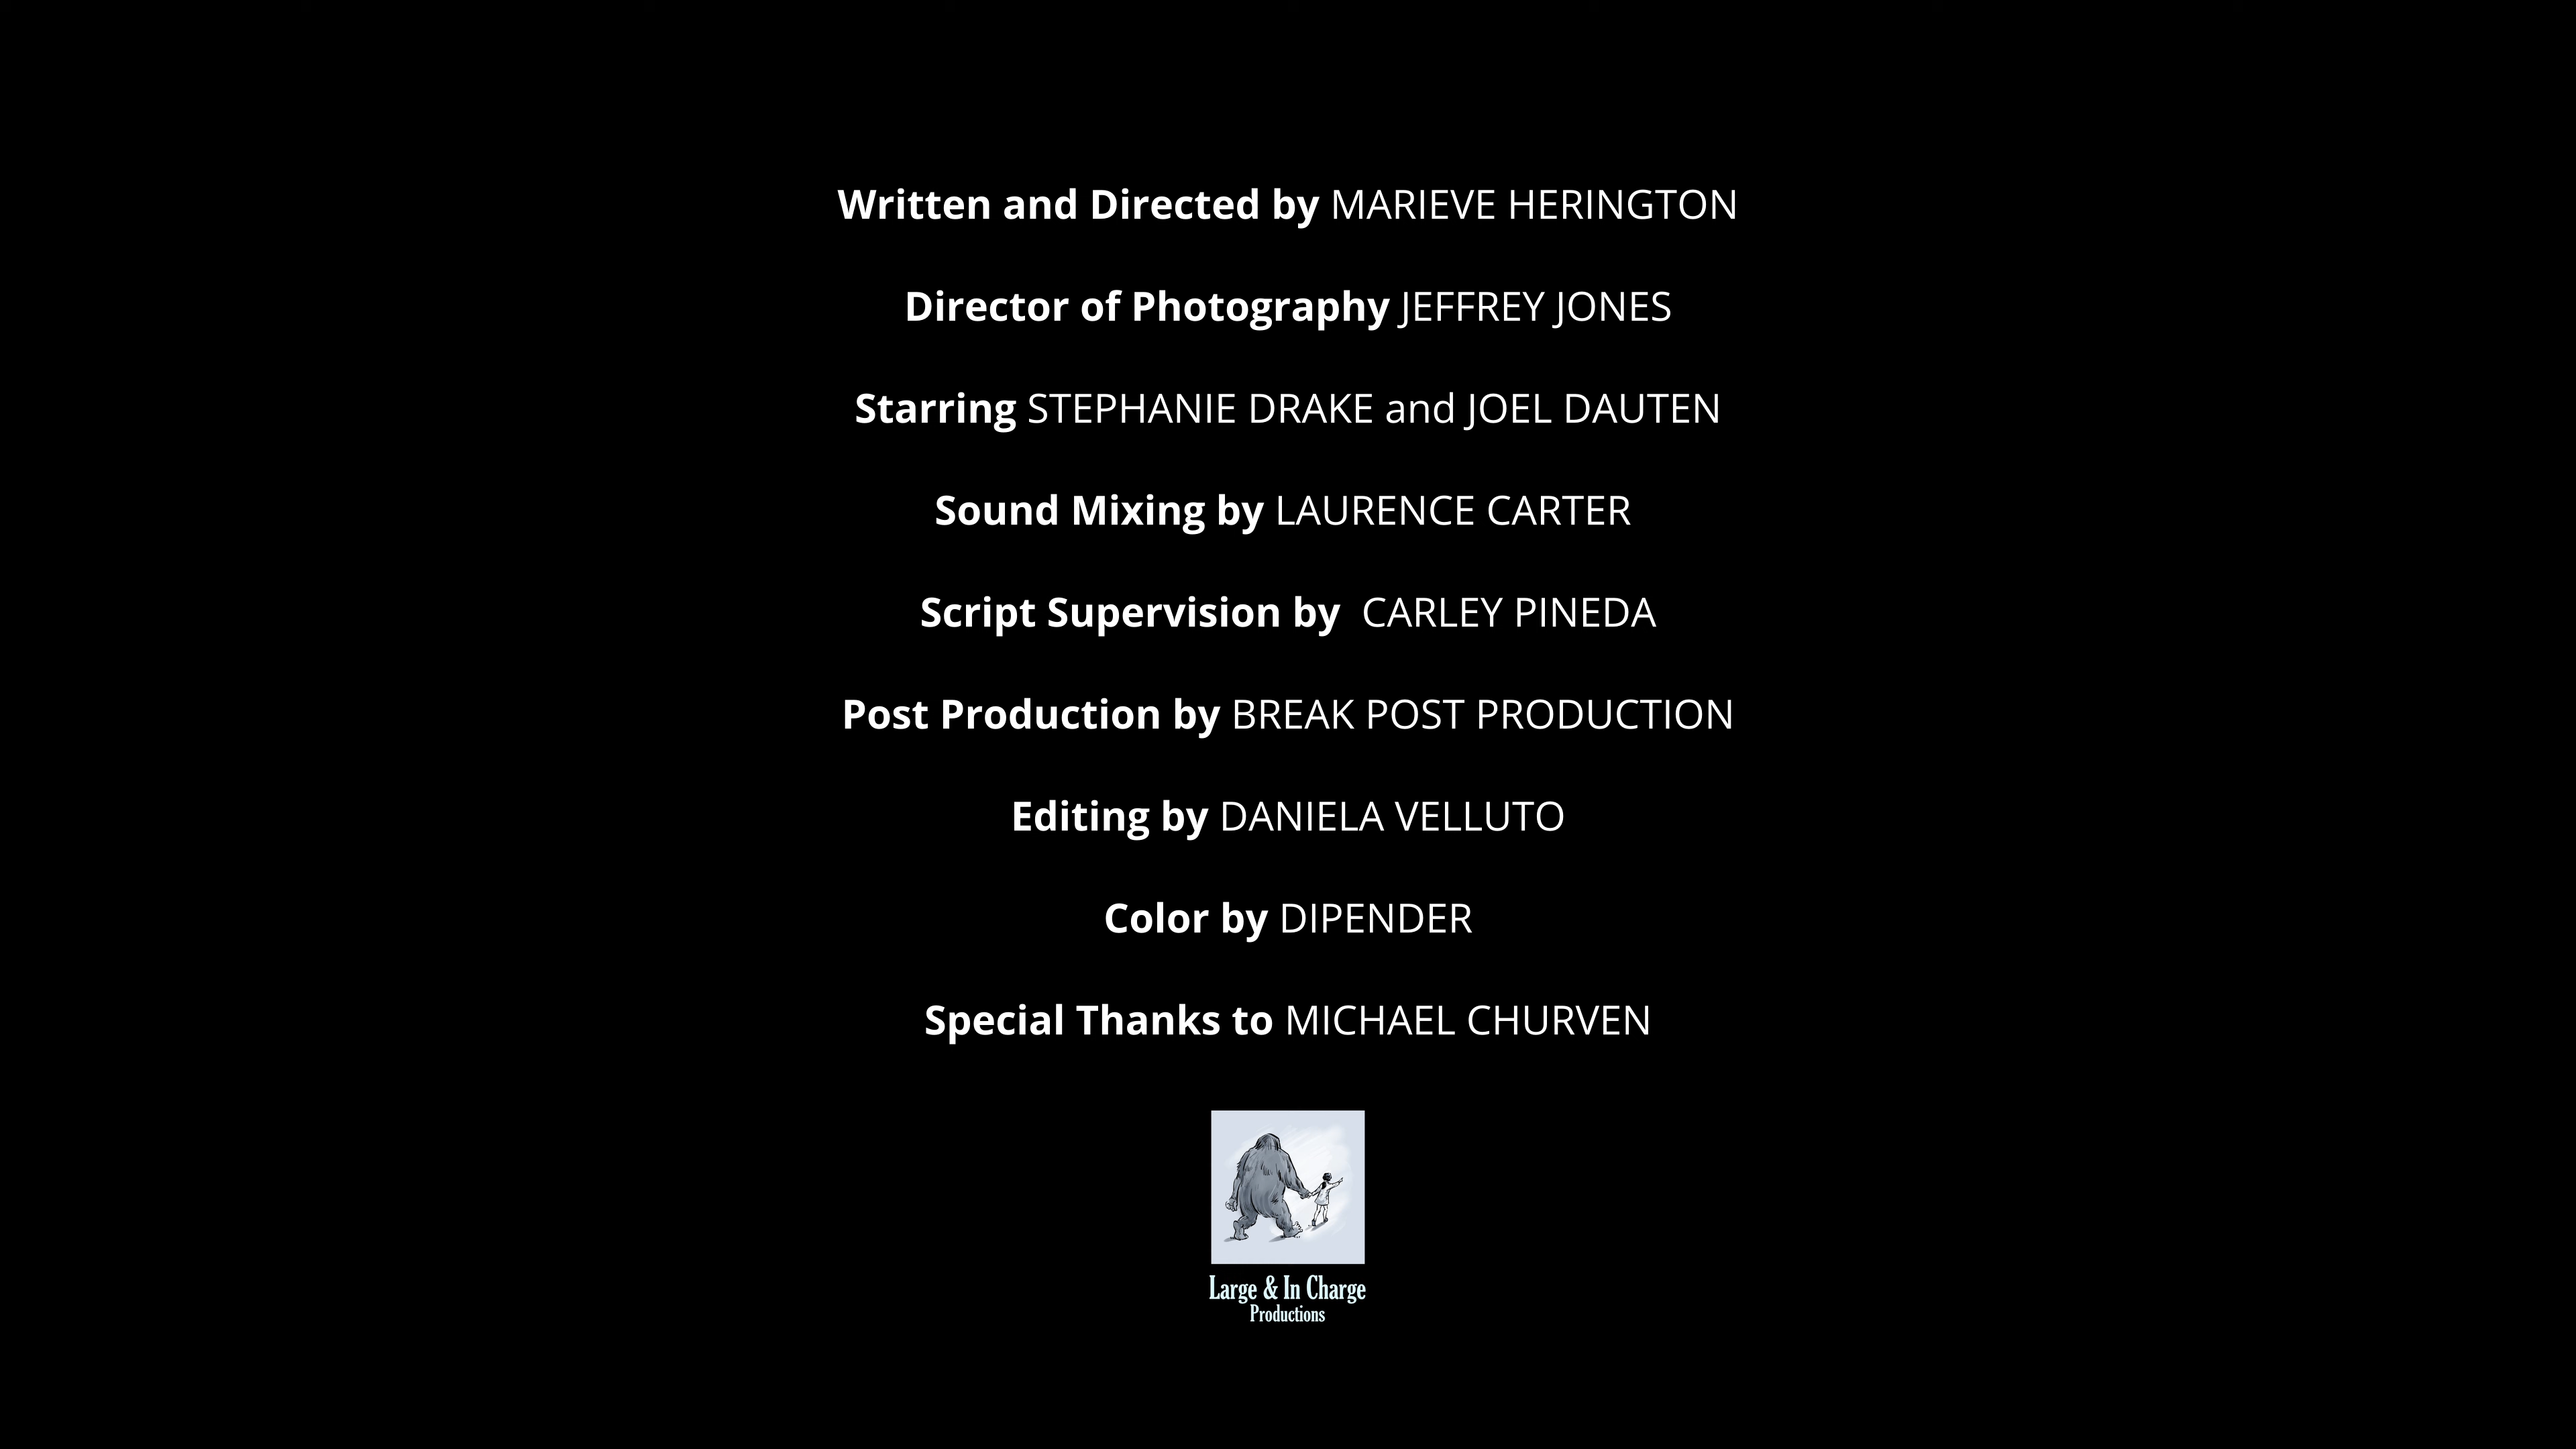 Written and Directed by MARIEVE HERINGTON
Director of Photography JEFFREY JONES
Starring STEPHANIE DRAKE and JOEL DAUTEN
Sound Mixing by LAURENCE CARTER
Script Supervision by  CARLEY PINEDA
Post Production by BREAK POST PRODUCTION
Editing by DANIELA VELLUTO
Color by DIPENDER
Special Thanks to MICHAEL CHURVEN
Large & In Charge
Productions